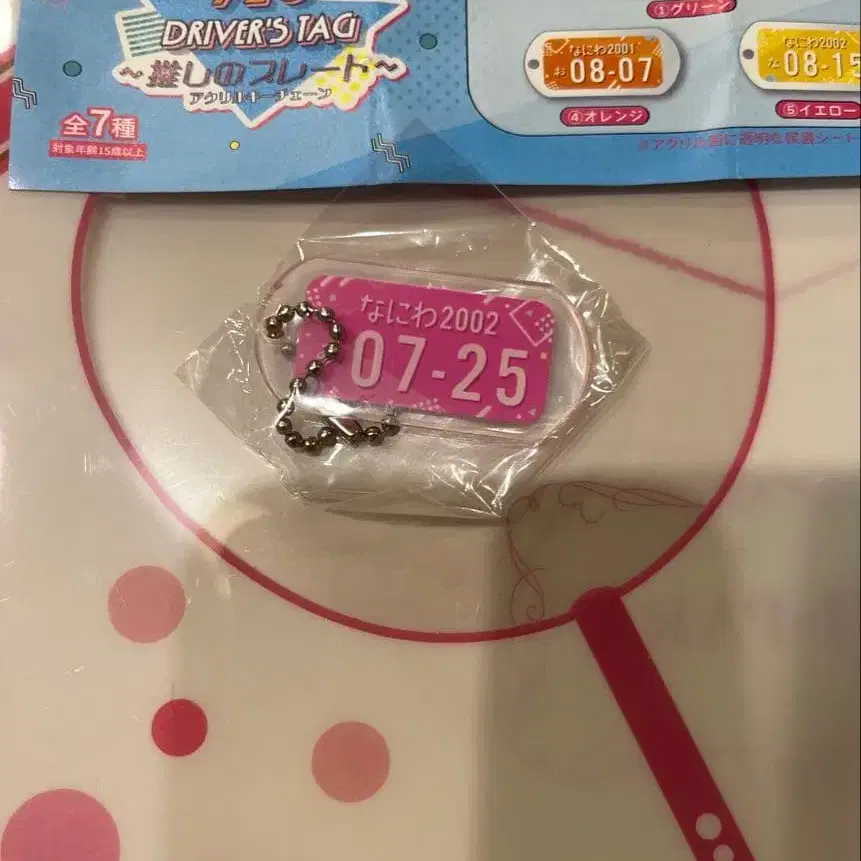 DRIVER'S TAG
～推しのプレート～
アクリルキーチェーン
全7種
対象年齢15歳以上
①グリーン
なにわ2001
お 08-07
④オレンジ
なにわ2002
な 08-15
⑤イエロー
※アクリル面に透明な保護シート
なにわ2002
07-25